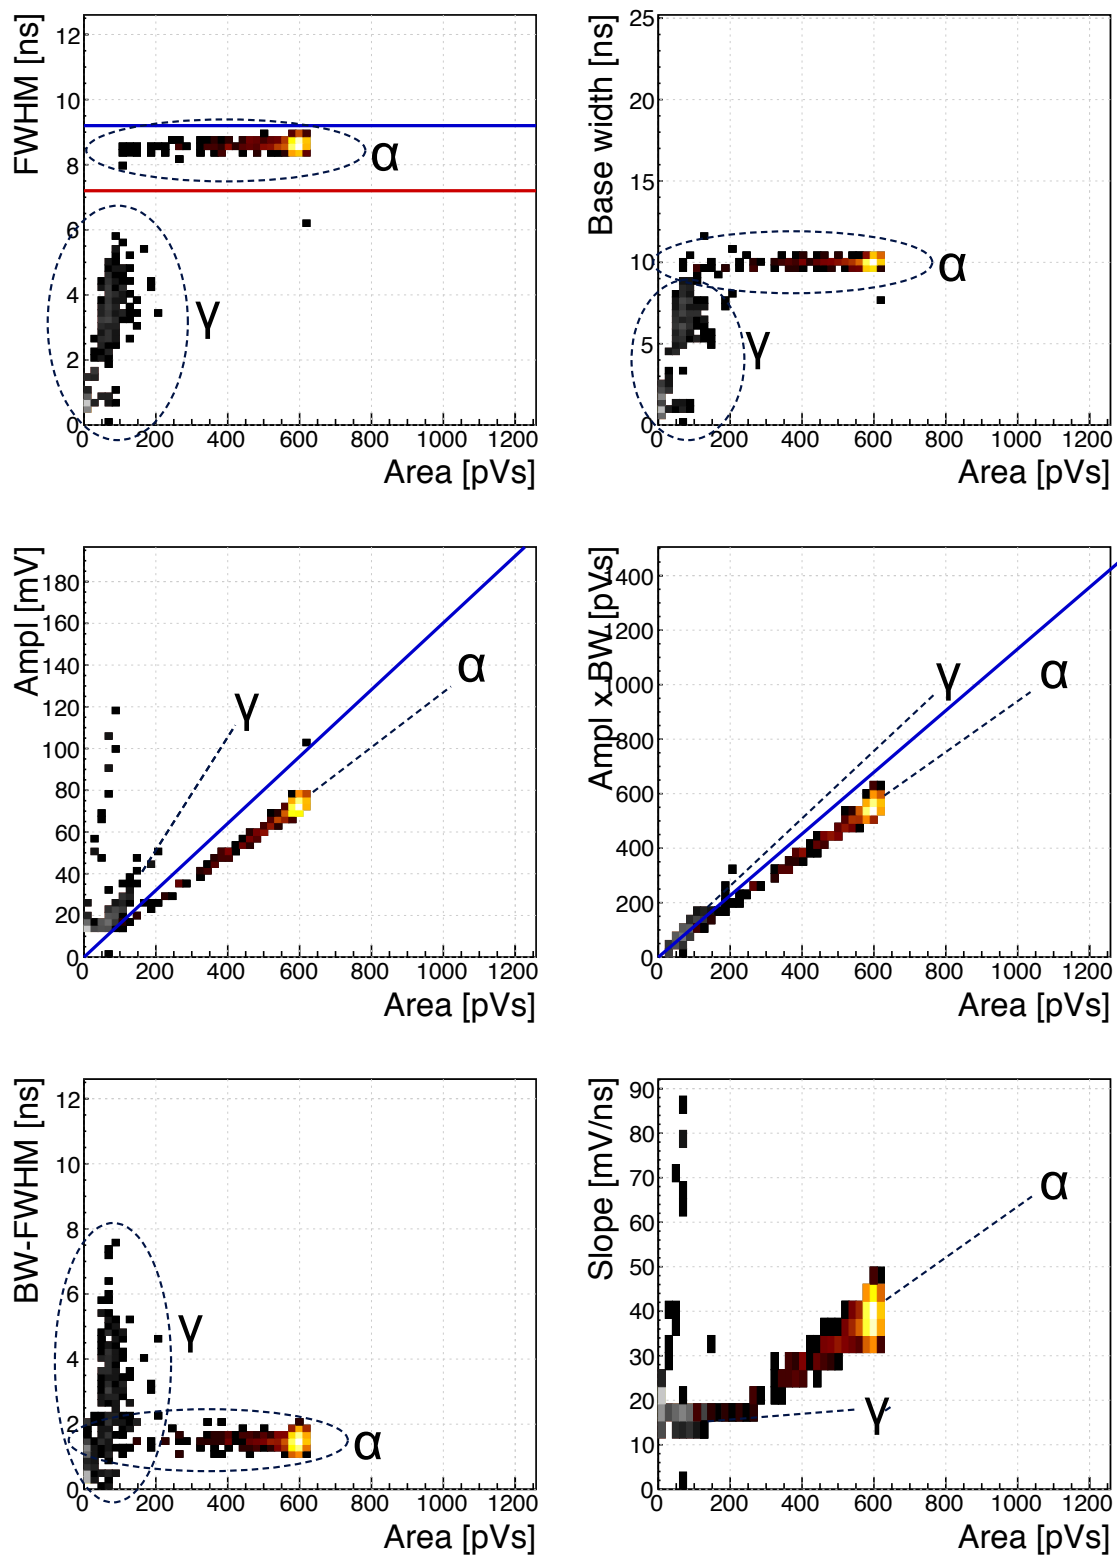 FWHM [ns]
12
10
8
6
4
2
0
α
γ
0 200 400 600 800 1000 1200
Area [pVs]
Base width [ns]
25
20
15
10
5
0
α
γ
0 200 400 600 800 1000 1200
Area [pVs]
Ampl [mV]
180
160
140
120
100
80
60
40
20
0
γ
α
0 200 400 600 800 1000 1200
Area [pVs]
Ampl x BW [pVs]
1400
1200
1000
800
600
400
200
0
γ
α
0 200 400 600 800 1000 1200
Area [pVs]
BW-FWHM [ns]
12
10
8
6
4
2
0
γ
α
0 200 400 600 800 1000 1200
Area [pVs]
Slope [mV/ns]
90
80
70
60
50
40
30
20
10
0
α
γ
0 200 400 600 800 1000 1200
Area [pVs]